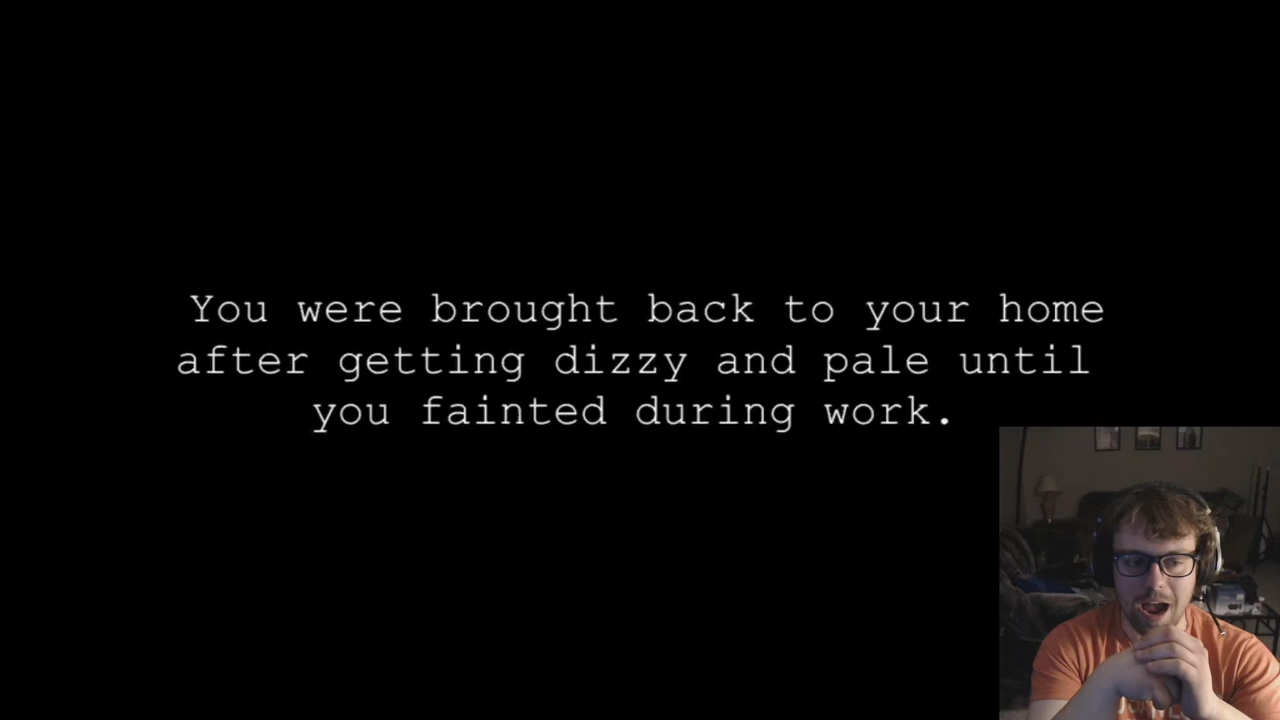 You were brought back to your home
after getting dizzy and pale until
you fainted during work.